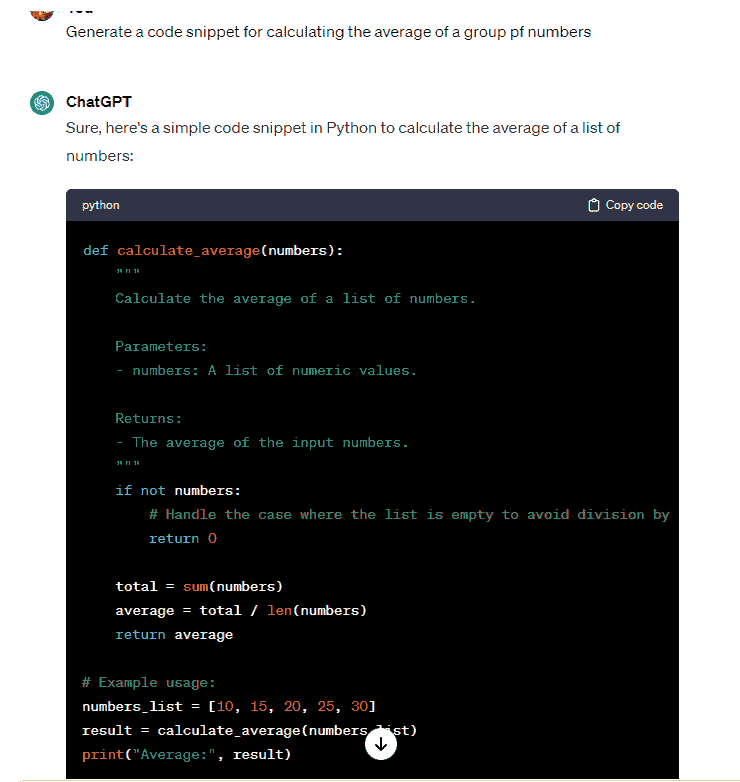 Generate a code snippet for calculating the average of a group pf numbers
ChatGPT
Sure, here's a simple code snippet in Python to calculate the average of a list of
numbers:
python Copy code
def calculate_average(numbers):
"""
Calculate the average of a list of numbers.
Parameters:
- numbers: A list of numeric values.
Returns:
- The average of the input numbers.
"""
if not numbers:
# Handle the case where the list is empty to avoid division by
return 0
total = sum(numbers)
average = total / len(numbers)
return average
# Example usage:
numbers_list = [10, 15, 20, 25, 30]
result = calculate_average(numbers_list)
print("Average:", result)